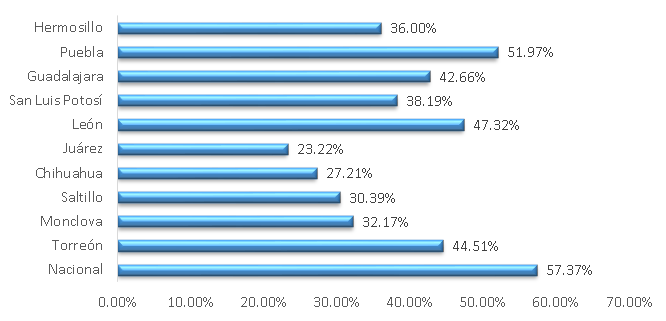 Hermosillo 36.00%
Puebla 51.97%
Guadalajara 42.66%
San Luis Potosí 38.19%
León 47.32%
Juárez 23.22%
Chihuahua 27.21%
Saltillo 30.39%
Monclova 32.17%
Torreón 44.51%
Nacional 57.37%
0.00% 10.00% 20.00% 30.00% 40.00% 50.00% 60.00% 70.00%